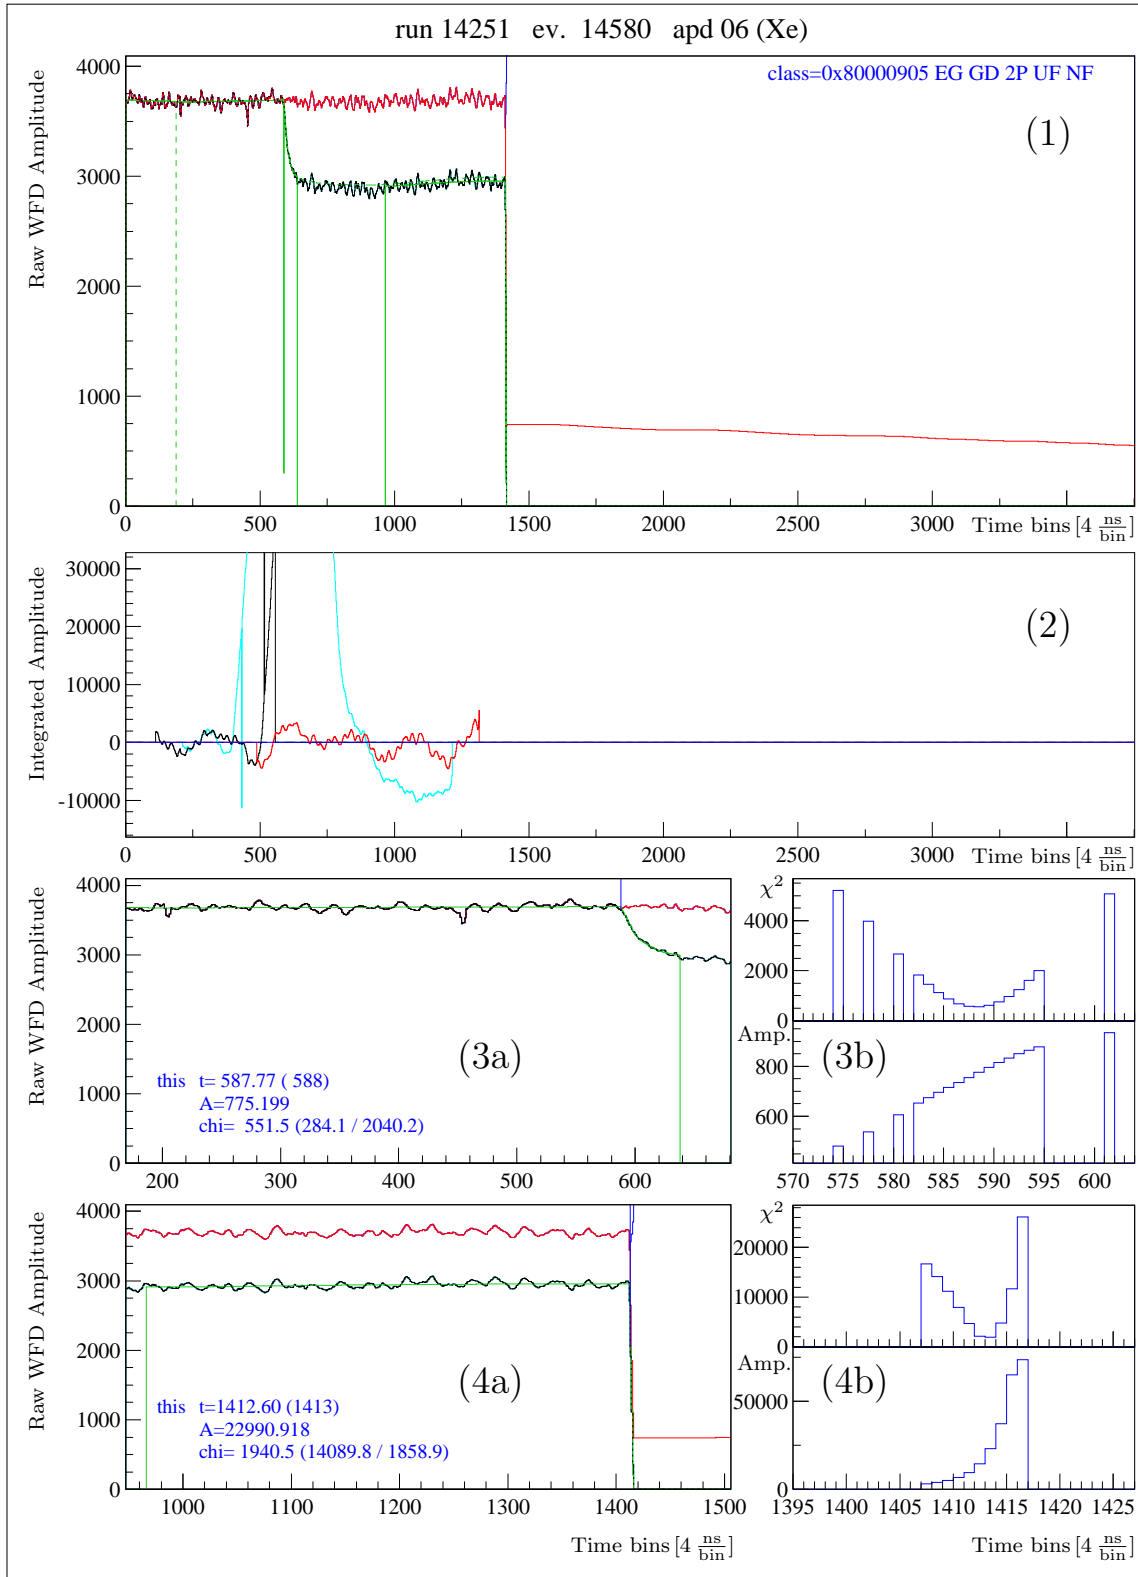 run 14251 ev. 14580 apd 06 (Xe)
Raw WFD Amplitude
4000
3000
2000
1000
0
class=0x80000905 EG GD 2P UF NF
(1)
0 500 1000 1500 2000 2500 3000 Time bins [4 ns/bin]
Integrated Amplitude
30000
20000
10000
0
-10000
(2)
0 500 1000 1500 2000 2500 3000 Time bins [4 ns/bin]
Raw WFD Amplitude
4000
3000
2000
1000
0
(3a)
this t= 587.77 ( 588)
A=775.199
chi= 551.5 (284.1 / 2040.2)
200 300 400 500 600
χ²
4000
2000
0
Amp.
800
600
(3b)
570 575 580 585 590 595 600
Raw WFD Amplitude
4000
3000
2000
1000
0
(4a)
this t=1412.60 (1413)
A=22990.918
chi= 1940.5 (14089.8 / 1858.9)
1000 1100 1200 1300 1400 1500
Time bins [4 ns/bin]
χ²
20000
10000
0
Amp.
50000
0
(4b)
1395 1400 1405 1410 1415 1420 1425
Time bins [4 ns/bin]